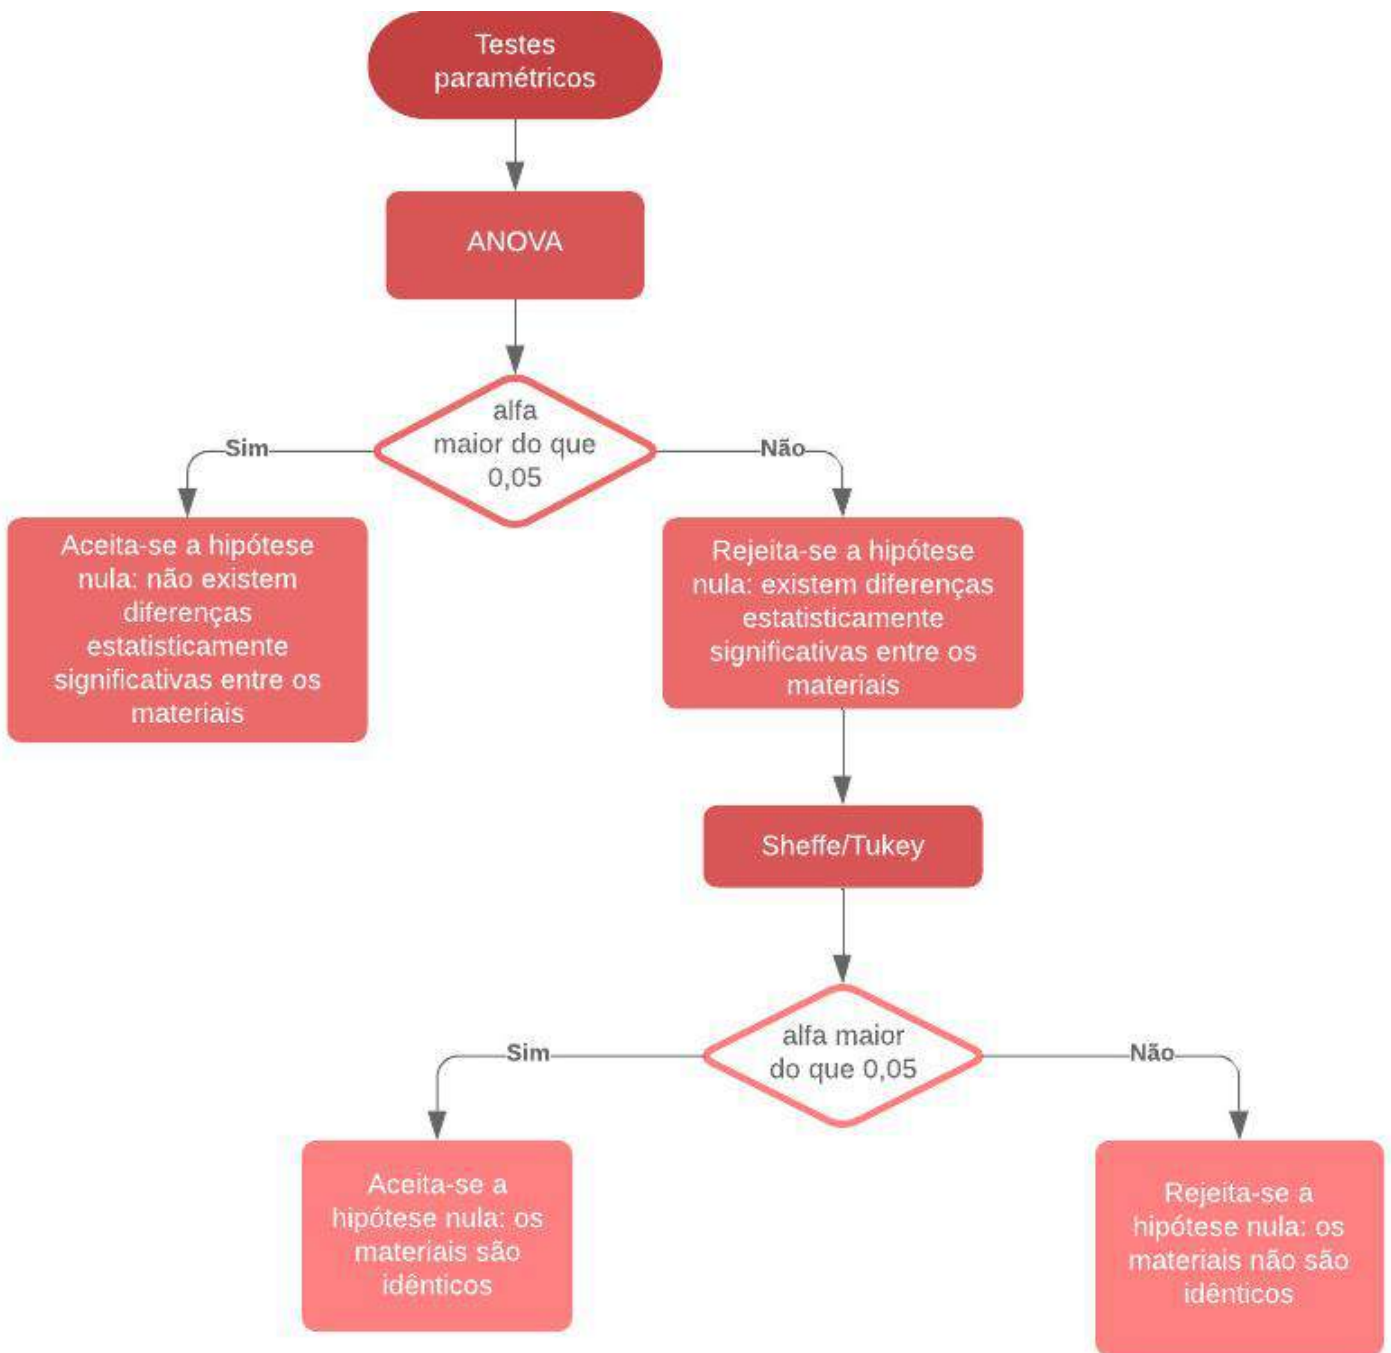 Testes
paramétricos
ANOVA
alfa
maior do que
0,05
Sim
Não
Aceita-se a hipótese
nula: não existem
diferenças
estatisticamente
significativas entre os
materiais
Rejeita-se a hipótese
nula: existem diferenças
estatisticamente
significativas entre os
materiais
Sheffe/Tukey
alfa maior
do que 0,05
Sim
Não
Aceita-se a
hipótese nula: os
materiais são
idênticos
Rejeita-se a
hipótese nula: os
materiais não são
idênticos